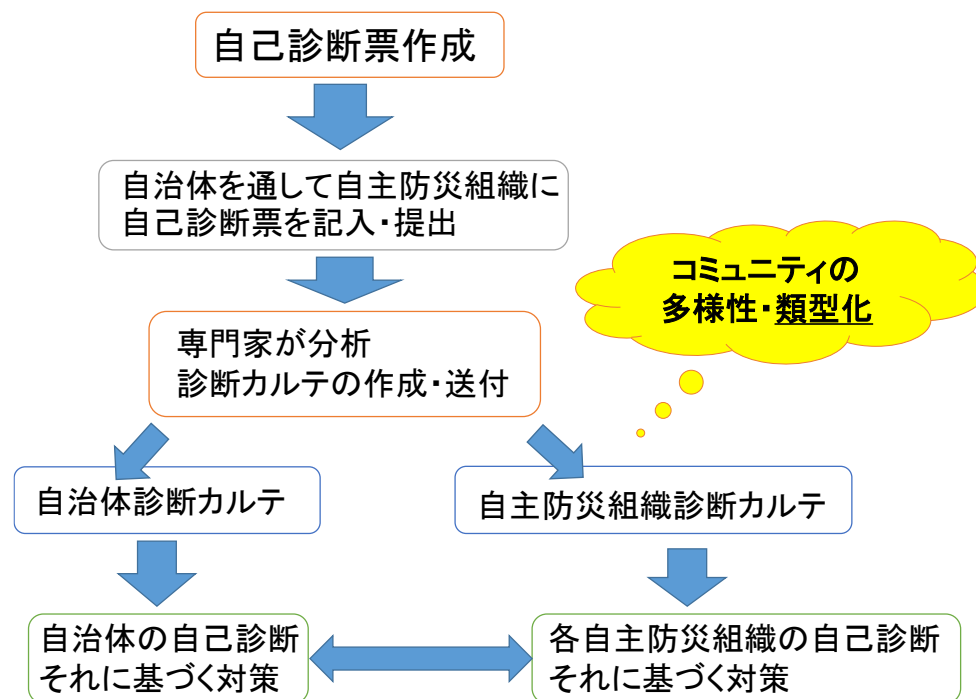 自己診断票作成
自治体を通して自主防災組織に
自己診断票を記入・提出
コミュニティの
多様性・類型化
専門家が分析
診断カルテの作成・送付
自治体診断カルテ
自主防災組織診断カルテ
自治体の自己診断
それに基づく対策
各自主防災組織の自己診断
それに基づく対策